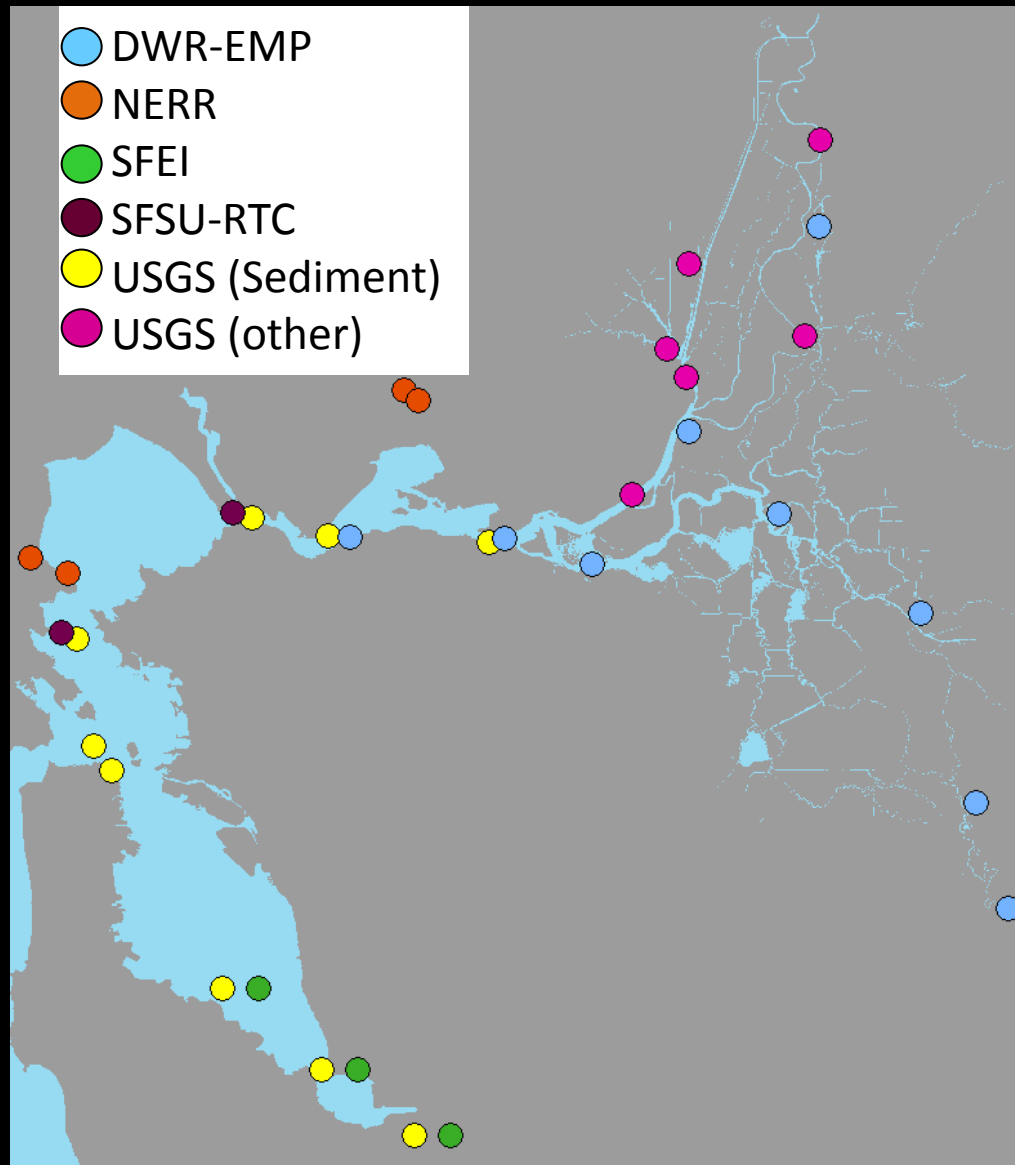 DWR-EMP
NERR
SFEI
SFSU-RTC
USGS (Sediment)
USGS (other)